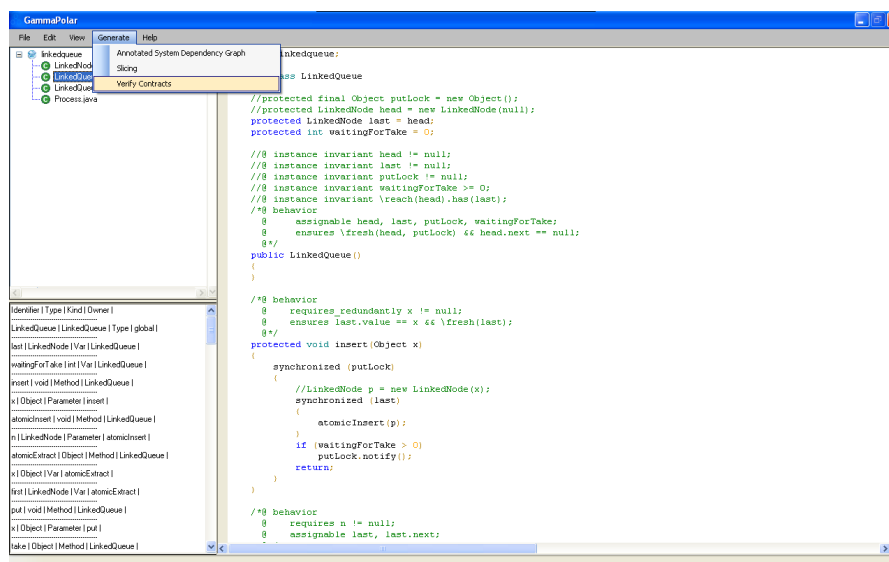 GammaPolar
File Edit View Generate Help
Annotated System Dependency Graph
Slicing
Verify Contracts
linkedqueue
LinkedNod
LinkedQue
LinkedQue
Process.java
inkedqueue;
ss LinkedQueue
//protected final Object putLock = new Object();
//protected LinkedNode head = new LinkedNode(null);
protected LinkedNode last = head;
protected int waitingForTake = 0;
//@ instance invariant head != null;
//@ instance invariant last != null;
//@ instance invariant putLock != null;
//@ instance invariant waitingForTake >= 0;
//@ instance invariant \reach(head).has(last);
/*@ behavior
@ assignable head, last, putLock, waitingForTake;
@ ensures \fresh(head, putLock) && head.next == null;
@*/
public LinkedQueue()
{
}
/*@ behavior
@ requires_redundantly x != null;
@ ensures last.value == x && \fresh(last);
@*/
protected void insert(Object x)
{
synchronized (putLock)
{
//LinkedNode p = new LinkedNode(x);
synchronized (last)
{
atomicInsert(p);
}
if (waitingForTake > 0)
putLock.notify();
return;
}
}
/*@ behavior
@ requires n != null;
@ assignable last, last.next;
Identifier | Type | Kind | Owner |
LinkedQueue | LinkedQueue | Type | global |
last | LinkedNode | Var | LinkedQueue |
waitingForTake | int | Var | LinkedQueue |
insert | void | Method | LinkedQueue |
x | Object | Parameter | insert |
atomicInsert | void | Method | LinkedQueue |
n | LinkedNode | Parameter | atomicInsert |
atomicExtract | Object | Method | LinkedQueue |
x | Object | Var | atomicExtract |
first | LinkedNode | Var | atomicExtract |
put | void | Method | LinkedQueue |
x | Object | Parameter | put |
take | Object | Method | LinkedQueue |